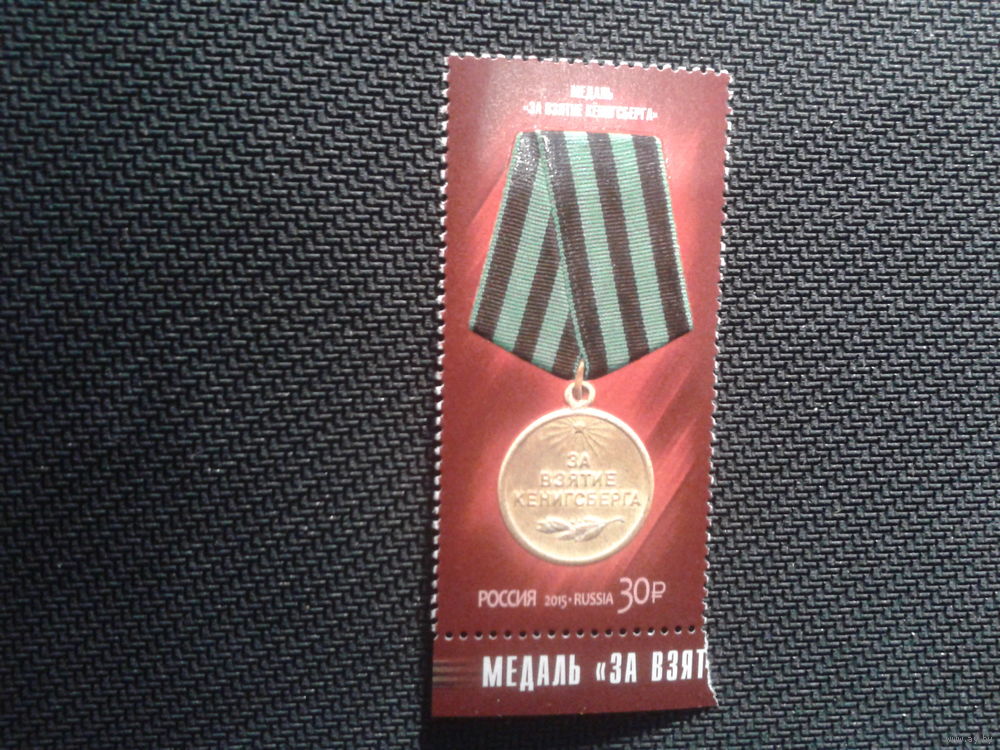 МЕДАЛЬ
«ЗА ВЗЯТИЕ КЁНИГСБЕРГА»
ЗА
ВЗЯТИЕ
КЕНИГСБЕРГА
РОССИЯ 2015•RUSSIA 30₽
МЕДАЛЬ «ЗА ВЗЯТ